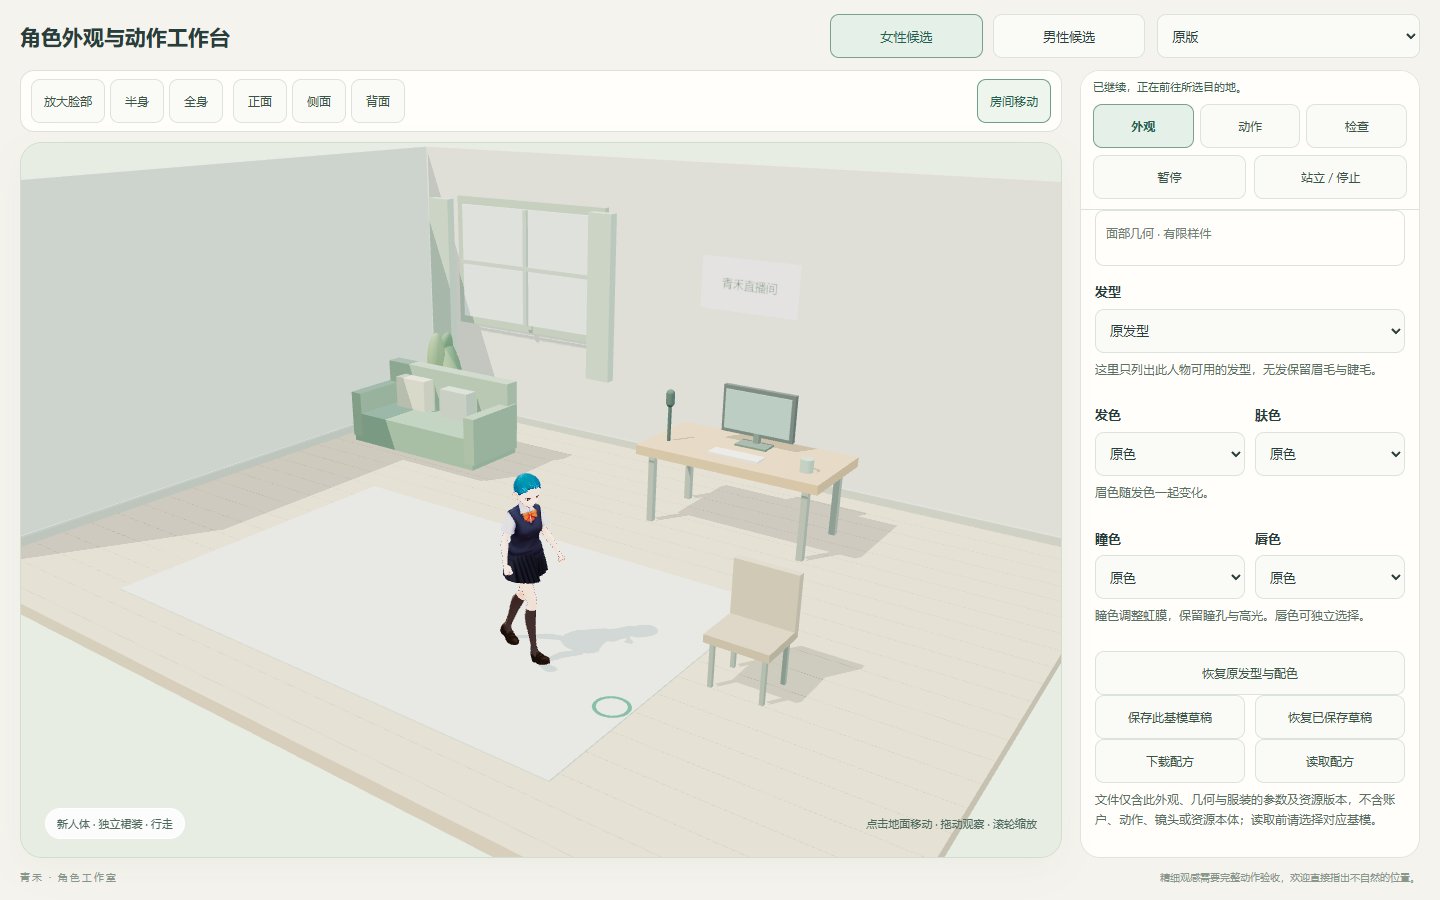 角色外观与动作工作台
女性候选
男性候选
原版
放大脸部
半身
全身
正面
侧面
背面
房间移动
已继续，正在前往所选目的地。
外观
动作
检查
暂停
站立 / 停止
面部几何 · 有限样件
发型
原发型
这里只列出此人物可用的发型，无发保留眉毛与睫毛。
发色
肤色
原色
原色
眉色随发色一起变化。
瞳色
唇色
原色
原色
瞳色调整虹膜，保留瞳孔与高光。唇色可独立选择。
恢复原发型与配色
保存此基模草稿
恢复已保存草稿
下载配方
读取配方
文件仅含此外观、几何与服装的参数及资源版本，不含账
户、动作、镜头或资源本体；读取前请选择对应基模。
青禾直播间
新人体 · 独立裙装 · 行走
点击地面移动 · 拖动观察 · 滚轮缩放
青禾 · 角色工作室
精细观感需要完整动作验收，欢迎直接指出不自然的位置。